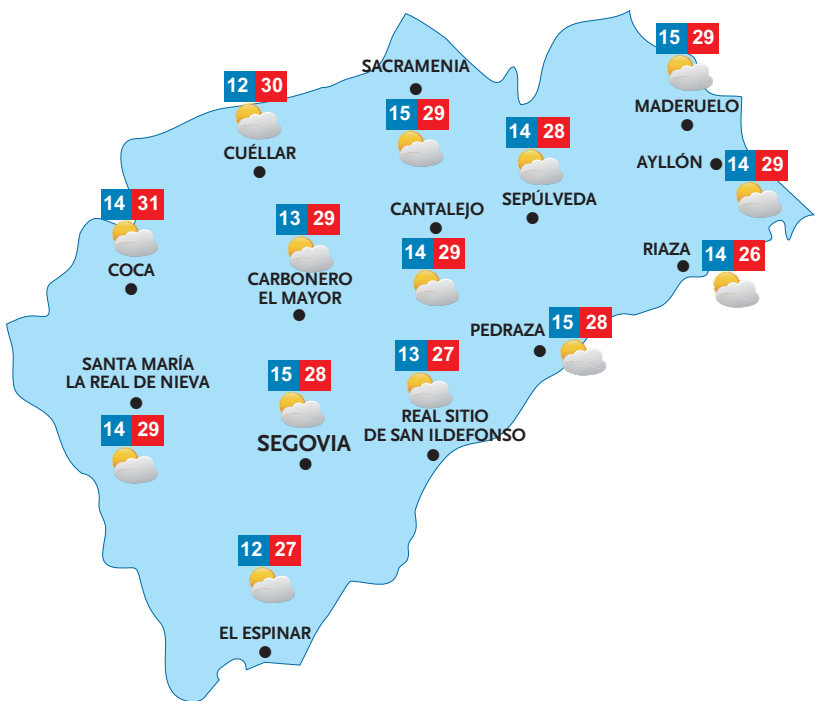 15 29
MADERUELO
SACRAMENIA
15 29
12 30
CUÉLLAR
14 28
SEPÚLVEDA
AYLLÓN
14 29
14 31
COCA
13 29
CARBONERO
EL MAYOR
CANTALEJO
14 29
RIAZA
14 26
PEDRAZA
15 28
SANTA MARÍA
LA REAL DE NIEVA
14 29
15 28
SEGOVIA
13 27
REAL SITIO
DE SAN ILDEFONSO
12 27
EL ESPINAR